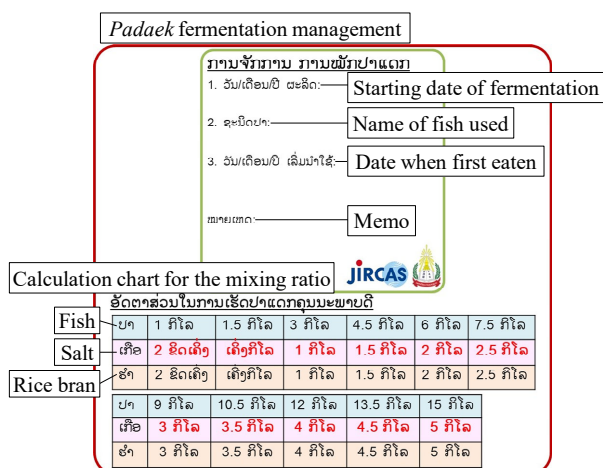 Padaek fermentation management
ການຈັກການ ການໝັກປາແດກ
1. ວັນ/ເດືອນ/ປີ ຜະລິດ: Starting date of fermentation
2. ຊະນິດປາ: Name of fish used
3. ວັນ/ເດືອນ/ປີ ເລີ່ມນຳໃຊ້: Date when first eaten
ໝາຍເຫດ: Memo
JIRCAS
Calculation chart for the mixing ratio
ອັດຕາສ່ວນໃນການເຮັດປາແດກຄຸນນະພາບດີ
Fish ປາ 1 ກິໂລ 1.5 ກິໂລ 3 ກິໂລ 4.5 ກິໂລ 6 ກິໂລ 7.5 ກິໂລ
Salt ເກືອ 2 ຂິດເຄິ່ງ ເຄິ່ງກິໂລ 1 ກິໂລ 1.5 ກິໂລ 2 ກິໂລ 2.5 ກິໂລ
Rice bran ຮຳ 2 ຂິດເຄິ່ງ ເຄິ່ງກິໂລ 1 ກິໂລ 1.5 ກິໂລ 2 ກິໂລ 2.5 ກິໂລ
ປາ 9 ກິໂລ 10.5 ກິໂລ 12 ກິໂລ 13.5 ກິໂລ 15 ກິໂລ
ເກືອ 3 ກິໂລ 3.5 ກິໂລ 4 ກິໂລ 4.5 ກິໂລ 5 ກິໂລ
ຮຳ 3 ກິໂລ 3.5 ກິໂລ 4 ກິໂລ 4.5 ກິໂລ 5 ກິໂລ